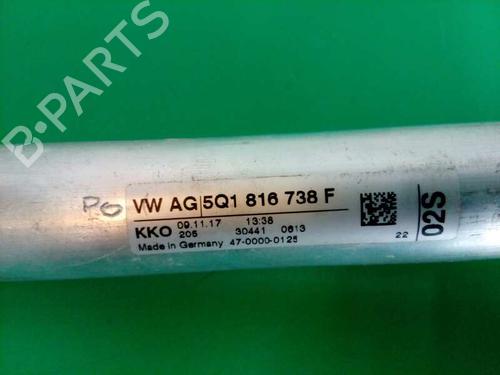 B-PARTS
PO
VW AG 5Q1 816 738 F
KKO 09.11.17 13:38
205 30441 0613
Made in Germany 47-0000-0125
22
02S